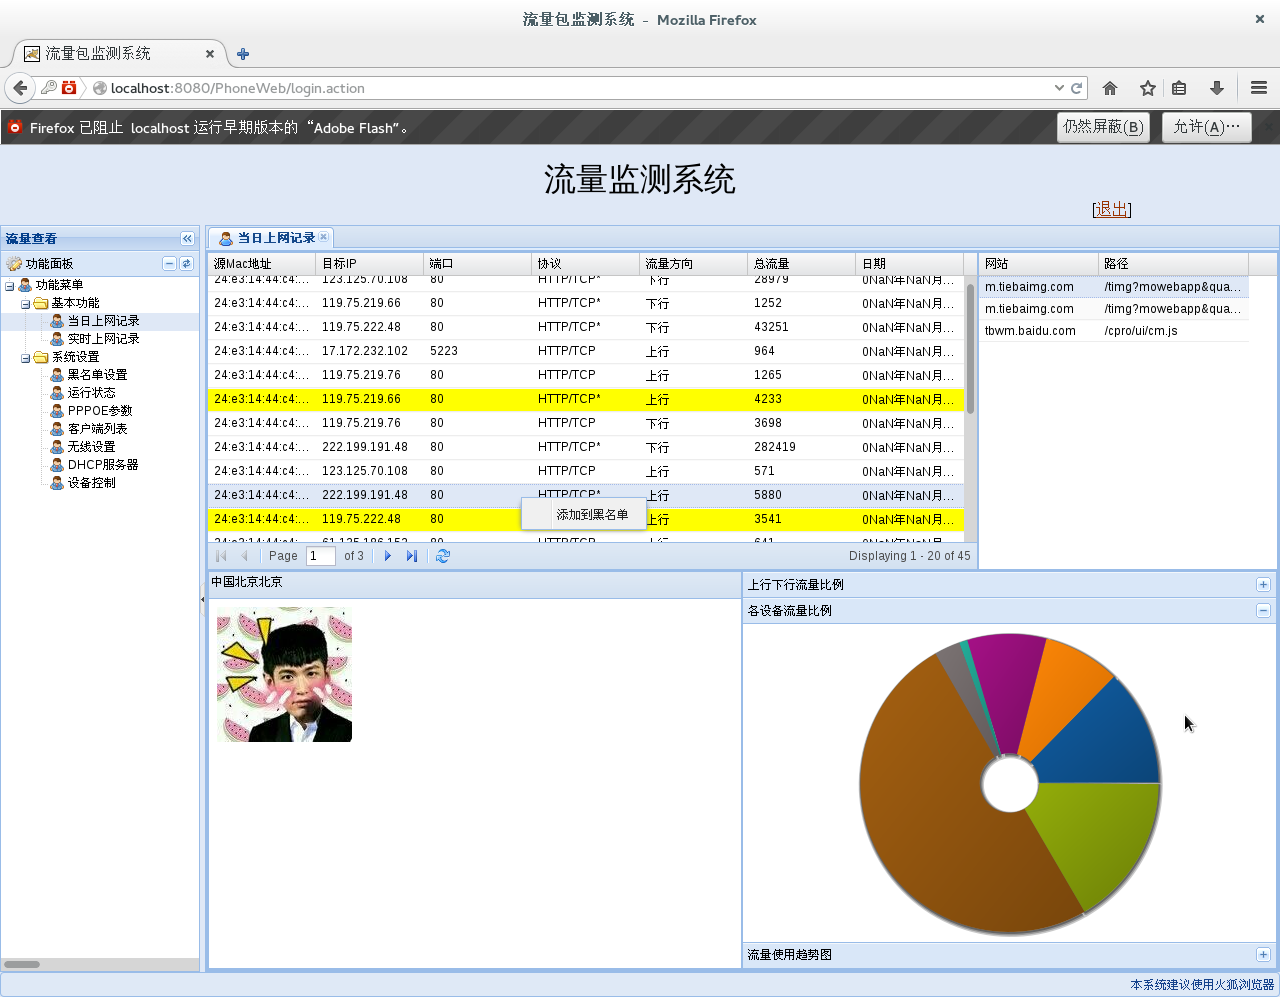 流量包监测系统 - Mozilla Firefox
流量包监测系统
localhost:8080/PhoneWeb/login.action
Firefox 已阻止 localhost 运行早期版本的“Adobe Flash”。 仍然屏蔽(B) 允许(A)…
流量监测系统
[退出]
流量查看
功能面板
功能菜单
基本功能
当日上网记录
实时上网记录
系统设置
黑名单设置
运行状态
PPPOE参数
客户端列表
无线设置
DHCP服务器
设备控制
当日上网记录
源Mac地址 目标IP 端口 协议 流量方向 总流量 日期
24:e3:14:44:c4:... 123.125.70.108 80 HTTP/TCP* 下行 28979 0NaN年NaN月...
24:e3:14:44:c4:... 119.75.219.66 80 HTTP/TCP* 下行 1252 0NaN年NaN月...
24:e3:14:44:c4:... 119.75.222.48 80 HTTP/TCP* 下行 43251 0NaN年NaN月...
24:e3:14:44:c4:... 17.172.232.102 5223 HTTP/TCP 上行 964 0NaN年NaN月...
24:e3:14:44:c4:... 119.75.219.76 80 HTTP/TCP 上行 1265 0NaN年NaN月...
24:e3:14:44:c4:... 119.75.219.66 80 HTTP/TCP* 上行 4233 0NaN年NaN月...
24:e3:14:44:c4:... 119.75.219.76 80 HTTP/TCP 下行 3698 0NaN年NaN月...
24:e3:14:44:c4:... 222.199.191.48 80 HTTP/TCP* 下行 282419 0NaN年NaN月...
24:e3:14:44:c4:... 123.125.70.108 80 HTTP/TCP 上行 571 0NaN年NaN月...
24:e3:14:44:c4:... 222.199.191.48 80 HTTP/TCP* 上行 5880 0NaN年NaN月...
24:e3:14:44:c4:... 119.75.222.48 80 上行 3541 0NaN年NaN月...
添加到黑名单
Page 1 of 3 Displaying 1 - 20 of 45
网站 路径
m.tiebaimg.com /timg?mowebapp&qua...
m.tiebaimg.com /timg?mowebapp&qua...
tbwm.baidu.com /cpro/ui/cm.js
中国北京北京
上行下行流量比例
各设备流量比例
流量使用趋势图
本系统建议使用火狐浏览器